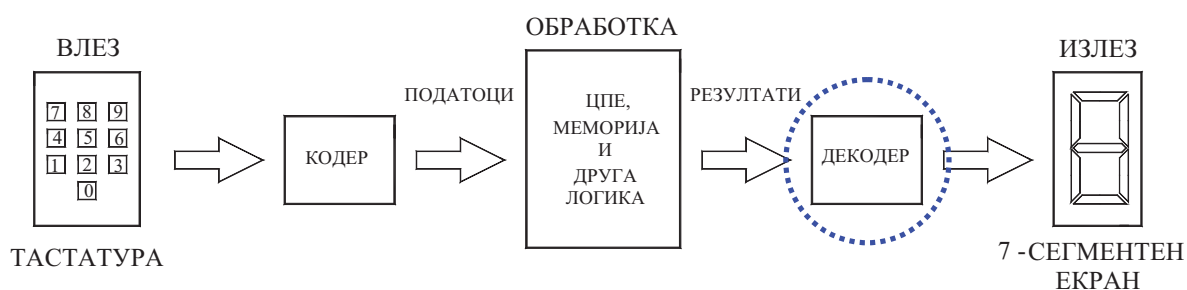 ВЛЕЗ
7 8 9
4 5 6
1 2 3
0
ТАСТАТУРА
КОДЕР
ПОДАТОЦИ
ОБРАБОТКА
ЦПЕ,
МЕМОРИЈА
И
ДРУГА
ЛОГИКА
РЕЗУЛТАТИ
ДЕКОДЕР
ИЗЛЕЗ
7 -СЕГМЕНТЕН
ЕКРАН